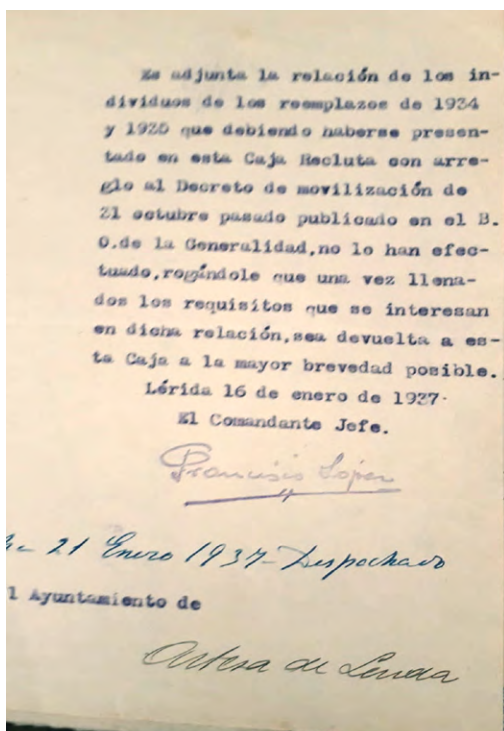 Es adjunta la relación de los in-
dividuos de los reemplazos de 1934
y 1935 que debiendo haberse presen-
tado en esta Caja Recluta con arre-
glo al Decreto de movilización de
21 octubre pasado publicado en el B.
O.de la Generalidad,no lo han efec-
tuado,rogándole que una vez llena-
dos los requisitos que se interesan
en dicha relación,sea devuelta a es-
ta Caja a la mayor brevedad posible.
Lérida 16 de enero de 1937.
El Comandante Jefe.
Francisco López
21 Enero 1937- Despachado
l Ayuntamiento de
Artesa de Lerida